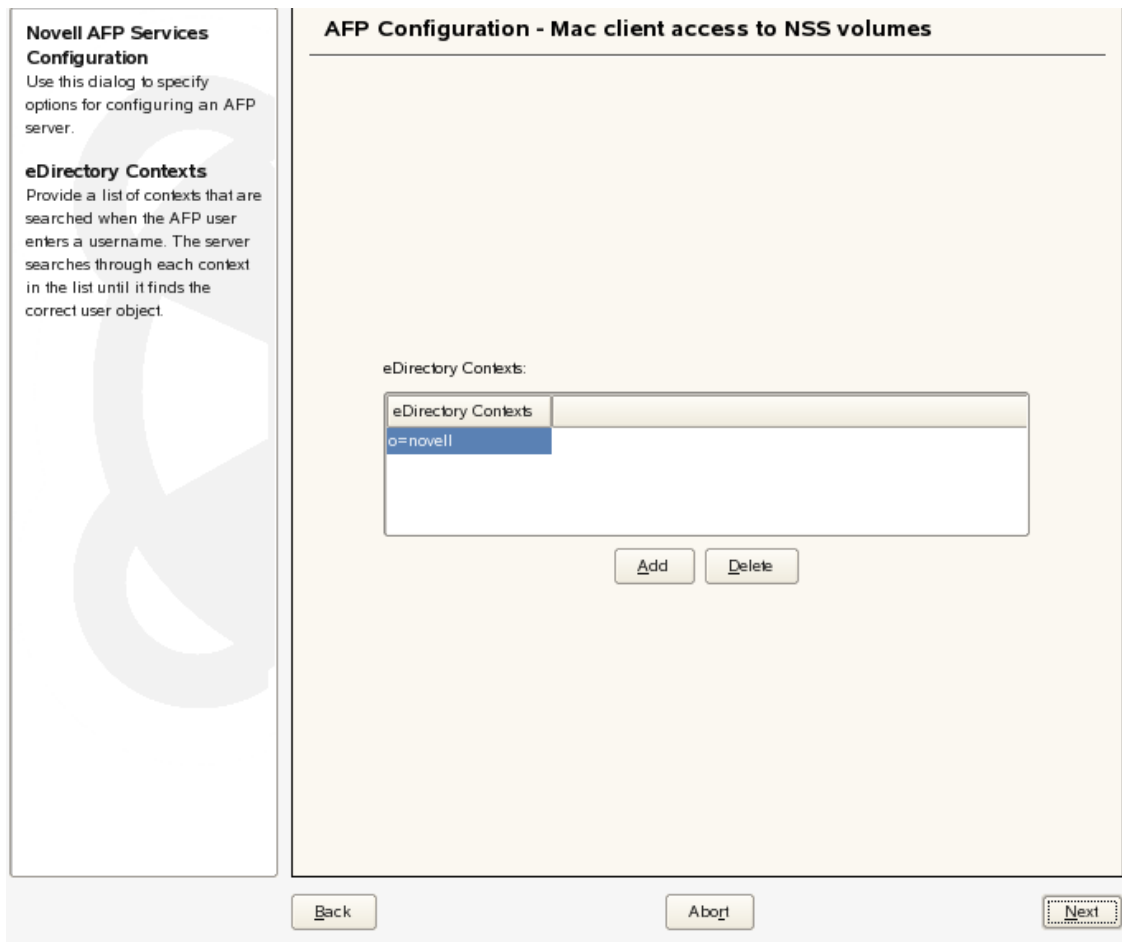 Novell AFP Services
Configuration
Use this dialog to specify
options for configuring an AFP
server.
eDirectory Contexts
Provide a list of contexts that are
searched when the AFP user
enters a username. The server
searches through each context
in the list until it finds the
correct user object.
AFP Configuration - Mac client access to NSS volumes
eDirectory Contexts:
eDirectory Contexts
o=novell
Add Delete
Back Abort Next